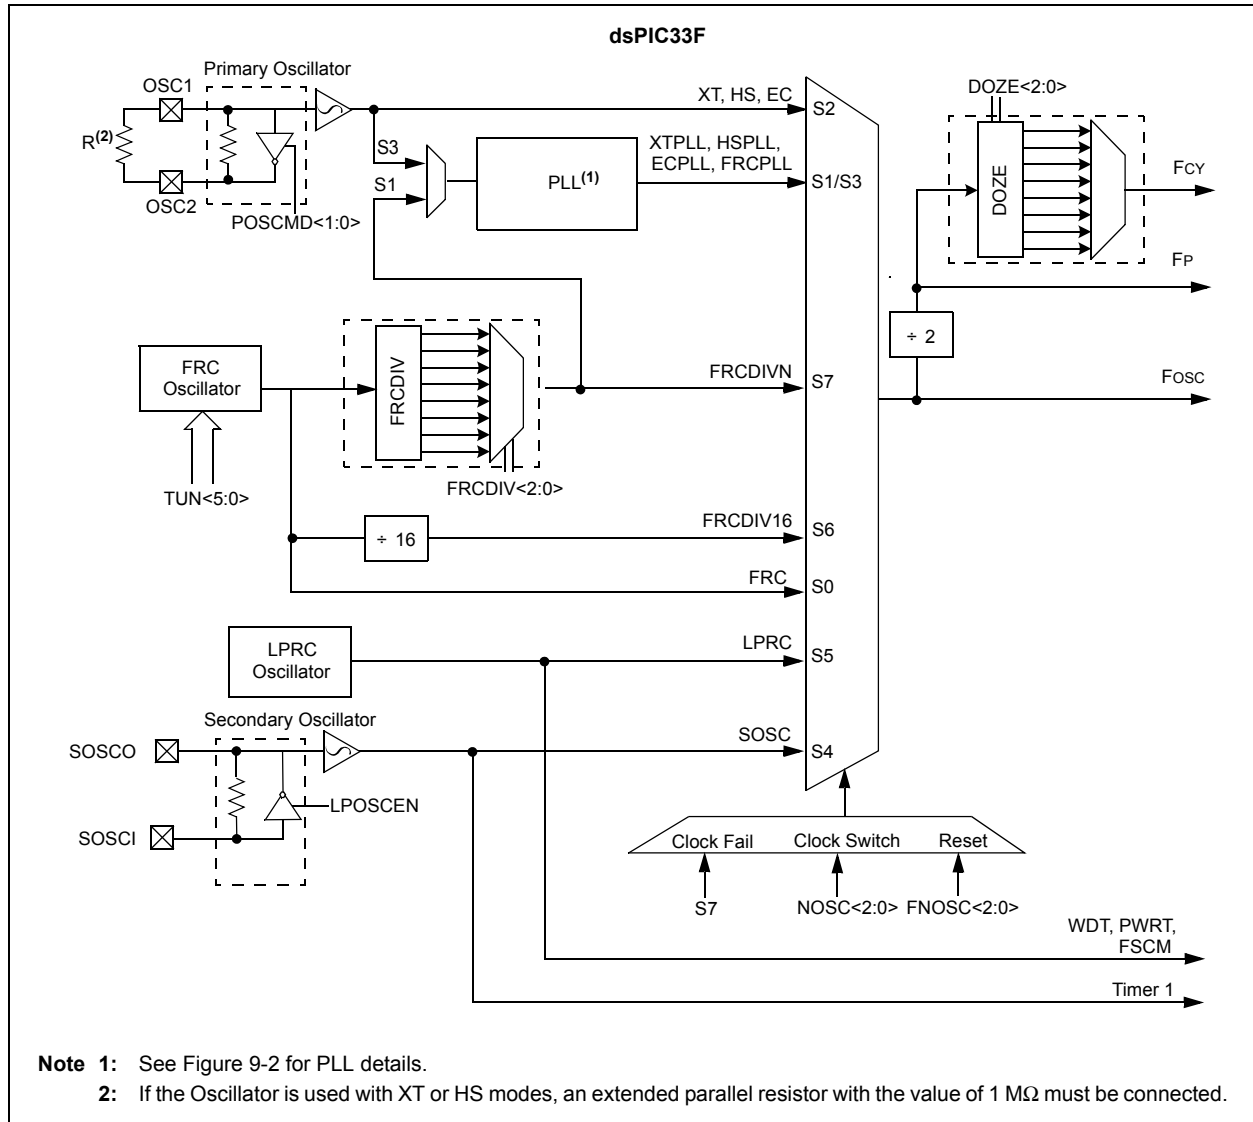 dsPIC33F
Primary Oscillator
OSC1
R(2)
OSC2
POSCMD<1:0>
S3
S1
PLL(1)
XT, HS, EC
S2
XTPLL, HSPLL,
ECPLL, FRCPLL
S1/S3
DOZE<2:0>
DOZE
FCY
FP
÷ 2
FOSC
FRC
Oscillator
TUN<5:0>
FRCDIV
FRCDIV<2:0>
FRCDIVN
S7
÷ 16
FRCDIV16
S6
FRC
S0
LPRC
Oscillator
LPRC
S5
Secondary Oscillator
SOSCO
SOSCI
LPOSCEN
SOSC
S4
Clock Fail
Clock Switch
Reset
S7
NOSC<2:0>
FNOSC<2:0>
WDT, PWRT,
FSCM
Timer 1
Note 1: See Figure 9-2 for PLL details.
2: If the Oscillator is used with XT or HS modes, an extended parallel resistor with the value of 1 MΩ must be connected.